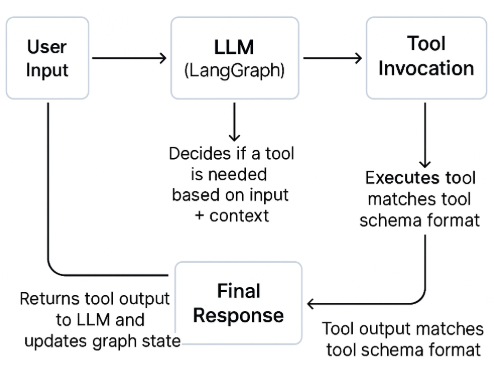 User
Input
LLM
(LangGraph)
Tool
Invocation
Decides if a tool
is needed
based on input
+ context
Executes tool
matches tool
schema format
Returns tool output
to LLM and
updates graph state
Final
Response
Tool output matches
tool schema format